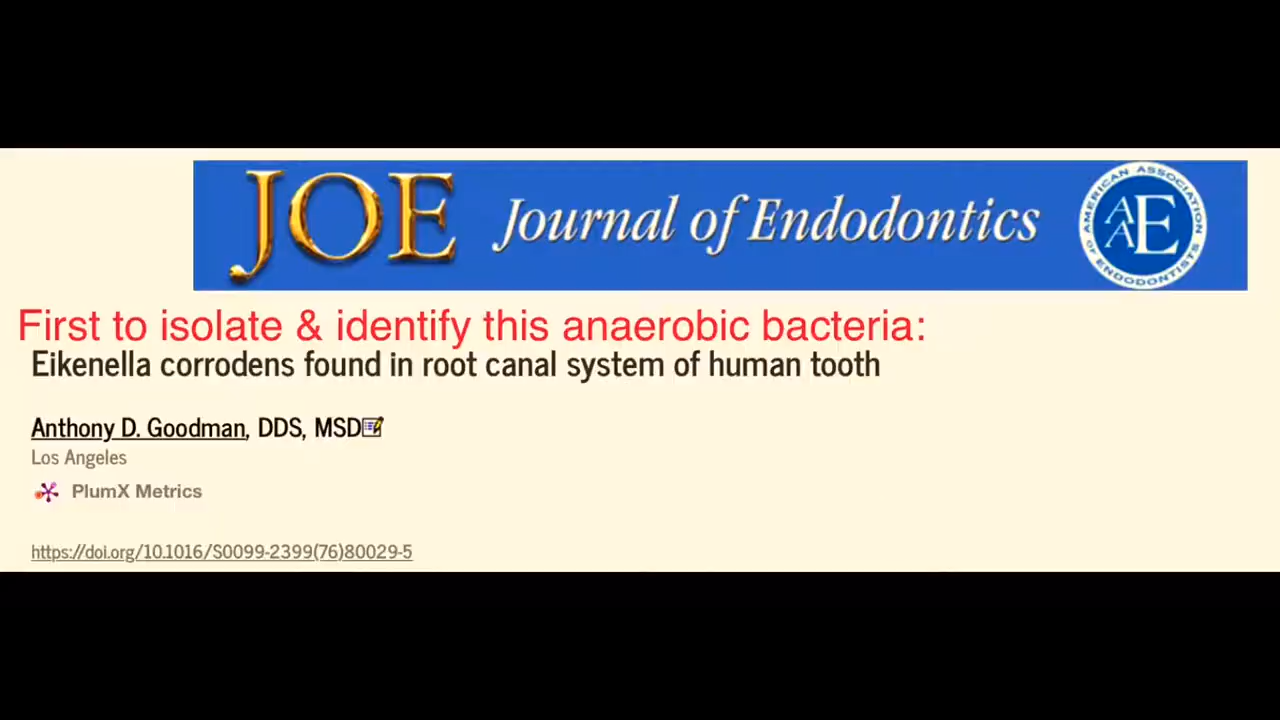 JOE Journal of Endodontics
AMERICAN ASSOCIATION OF ENDODONTISTS
AAE
First to isolate & identify this anaerobic bacteria:
Eikenella corrodens found in root canal system of human tooth
Anthony D. Goodman, DDS, MSD
Los Angeles
PlumX Metrics
https://doi.org/10.1016/S0099-2399(76)80029-5